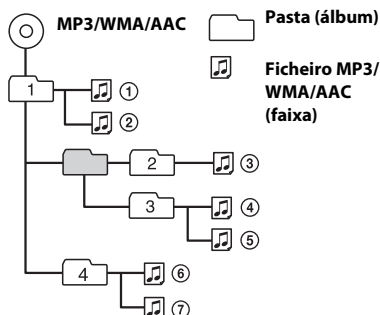 MP3/WMA/AAC
Pasta (álbum)
Ficheiro MP3/
WMA/AAC
(faixa)
1
①
②
2
③
3
④
⑤
4
⑥
⑦